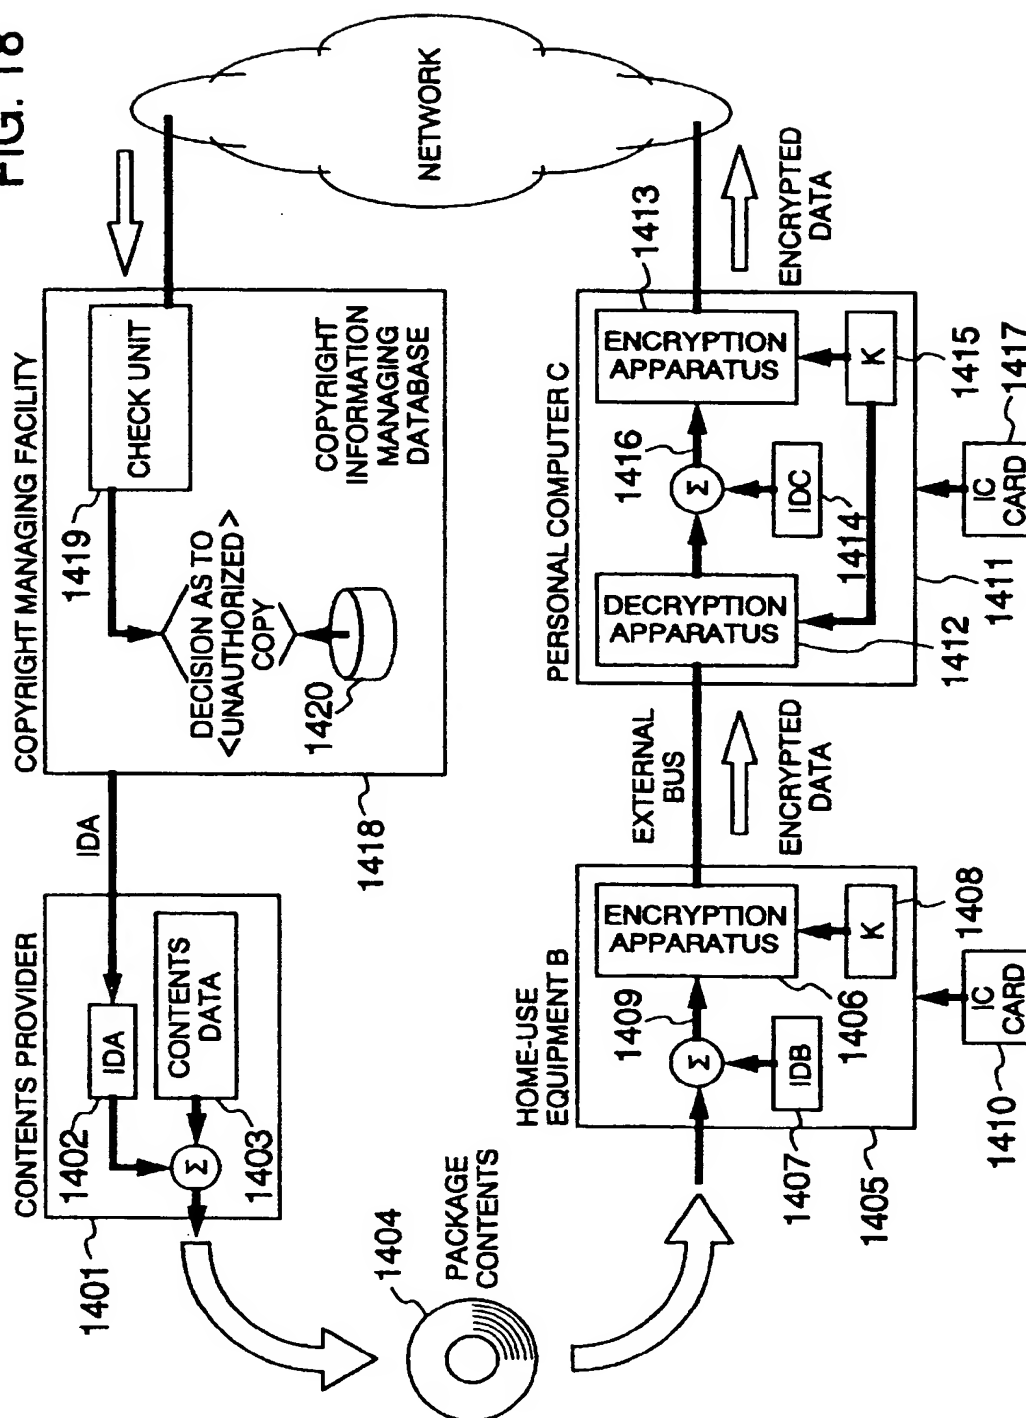 FIG. 18
CONTENTS PROVIDER
1401
1402
IDA
CONTENTS
DATA
1403
Σ
IDA
COPYRIGHT MANAGING FACILITY
1418
1419
CHECK UNIT
DECISION AS TO
<UNAUTHORIZED>
COPY
1420
COPYRIGHT
INFORMATION
MANAGING
DATABASE
NETWORK
1404
PACKAGE
CONTENTS
HOME-USE
EQUIPMENT B
1405
1409
Σ
IDB
1407
ENCRYPTION
APPARATUS
1406
K
1408
IC
CARD
1410
EXTERNAL
BUS
ENCRYPTED
DATA
PERSONAL COMPUTER C
1411
DECRYPTION
APPARATUS
1412
1416
Σ
IDC
1414
ENCRYPTION
APPARATUS
1413
K
1415
IC
CARD
1417
ENCRYPTED
DATA